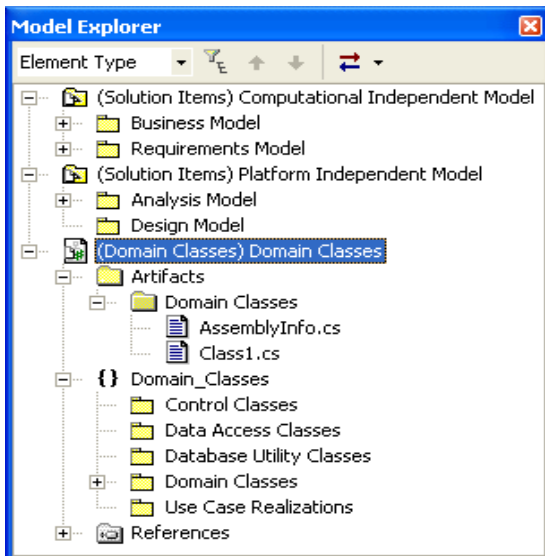 Model Explorer
Element Type
(Solution Items) Computational Independent Model
Business Model
Requirements Model
(Solution Items) Platform Independent Model
Analysis Model
Design Model
(Domain Classes) Domain Classes
Artifacts
Domain Classes
AssemblyInfo.cs
Class1.cs
{} Domain_Classes
Control Classes
Data Access Classes
Database Utility Classes
Domain Classes
Use Case Realizations
References